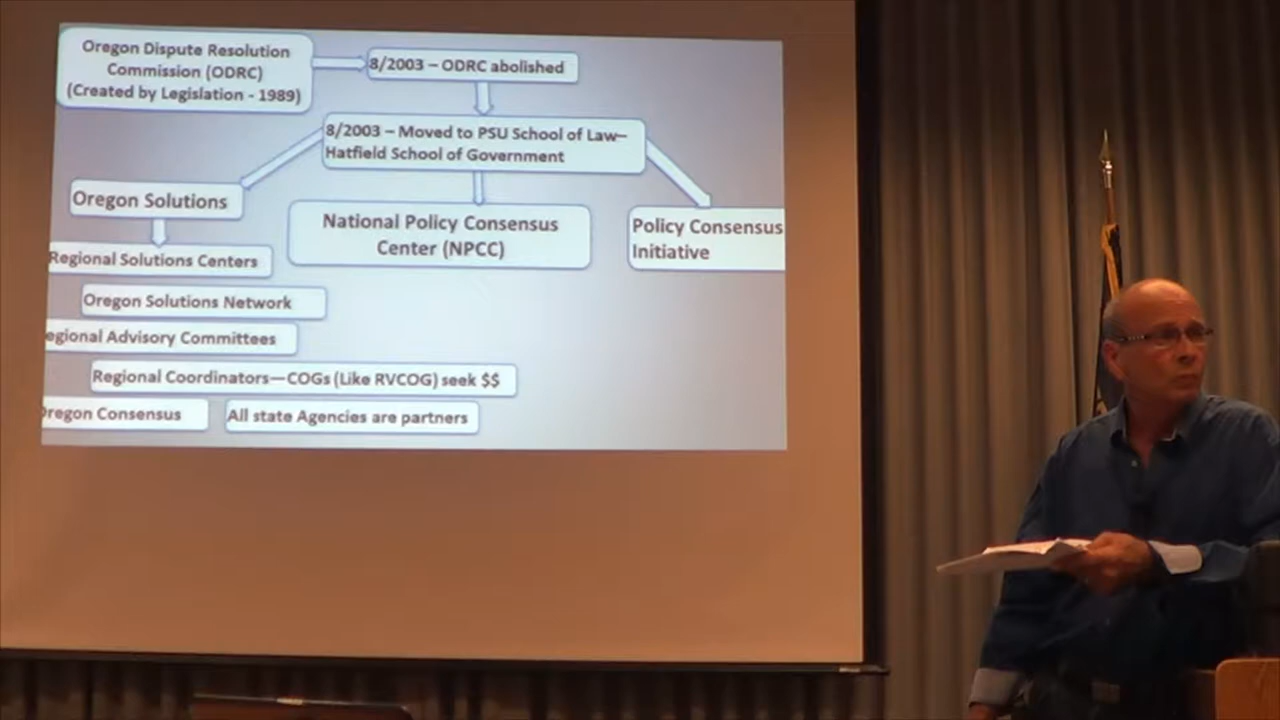 Oregon Dispute Resolution
Commission (ODRC)
(Created by Legislation - 1989)
8/2003 – ODRC abolished
8/2003 – Moved to PSU School of Law–
Hatfield School of Government
Oregon Solutions
National Policy Consensus
Center (NPCC)
Policy Consensus
Initiative
Regional Solutions Centers
Oregon Solutions Network
egional Advisory Committees
Regional Coordinators—COGs (Like RVCOG) seek $$
Oregon Consensus
All state Agencies are partners